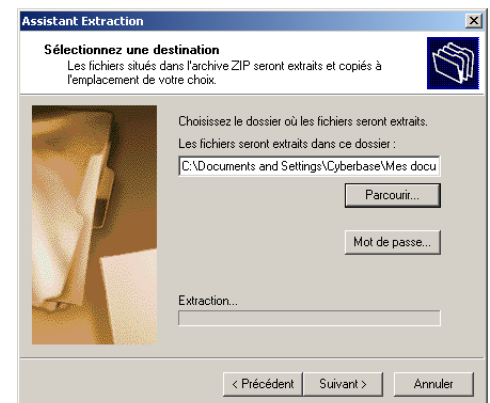 Assistant Extraction
Sélectionnez une destination
Les fichiers situés dans l'archive ZIP seront extraits et copiés à
l'emplacement de votre choix.
Choisissez le dossier où les fichiers seront extraits.
Les fichiers seront extraits dans ce dossier :
C:\Documents and Settings\Cyberbase\Mes docu
Parcourir...
Mot de passe...
Extraction...
< Précédent Suivant > Annuler